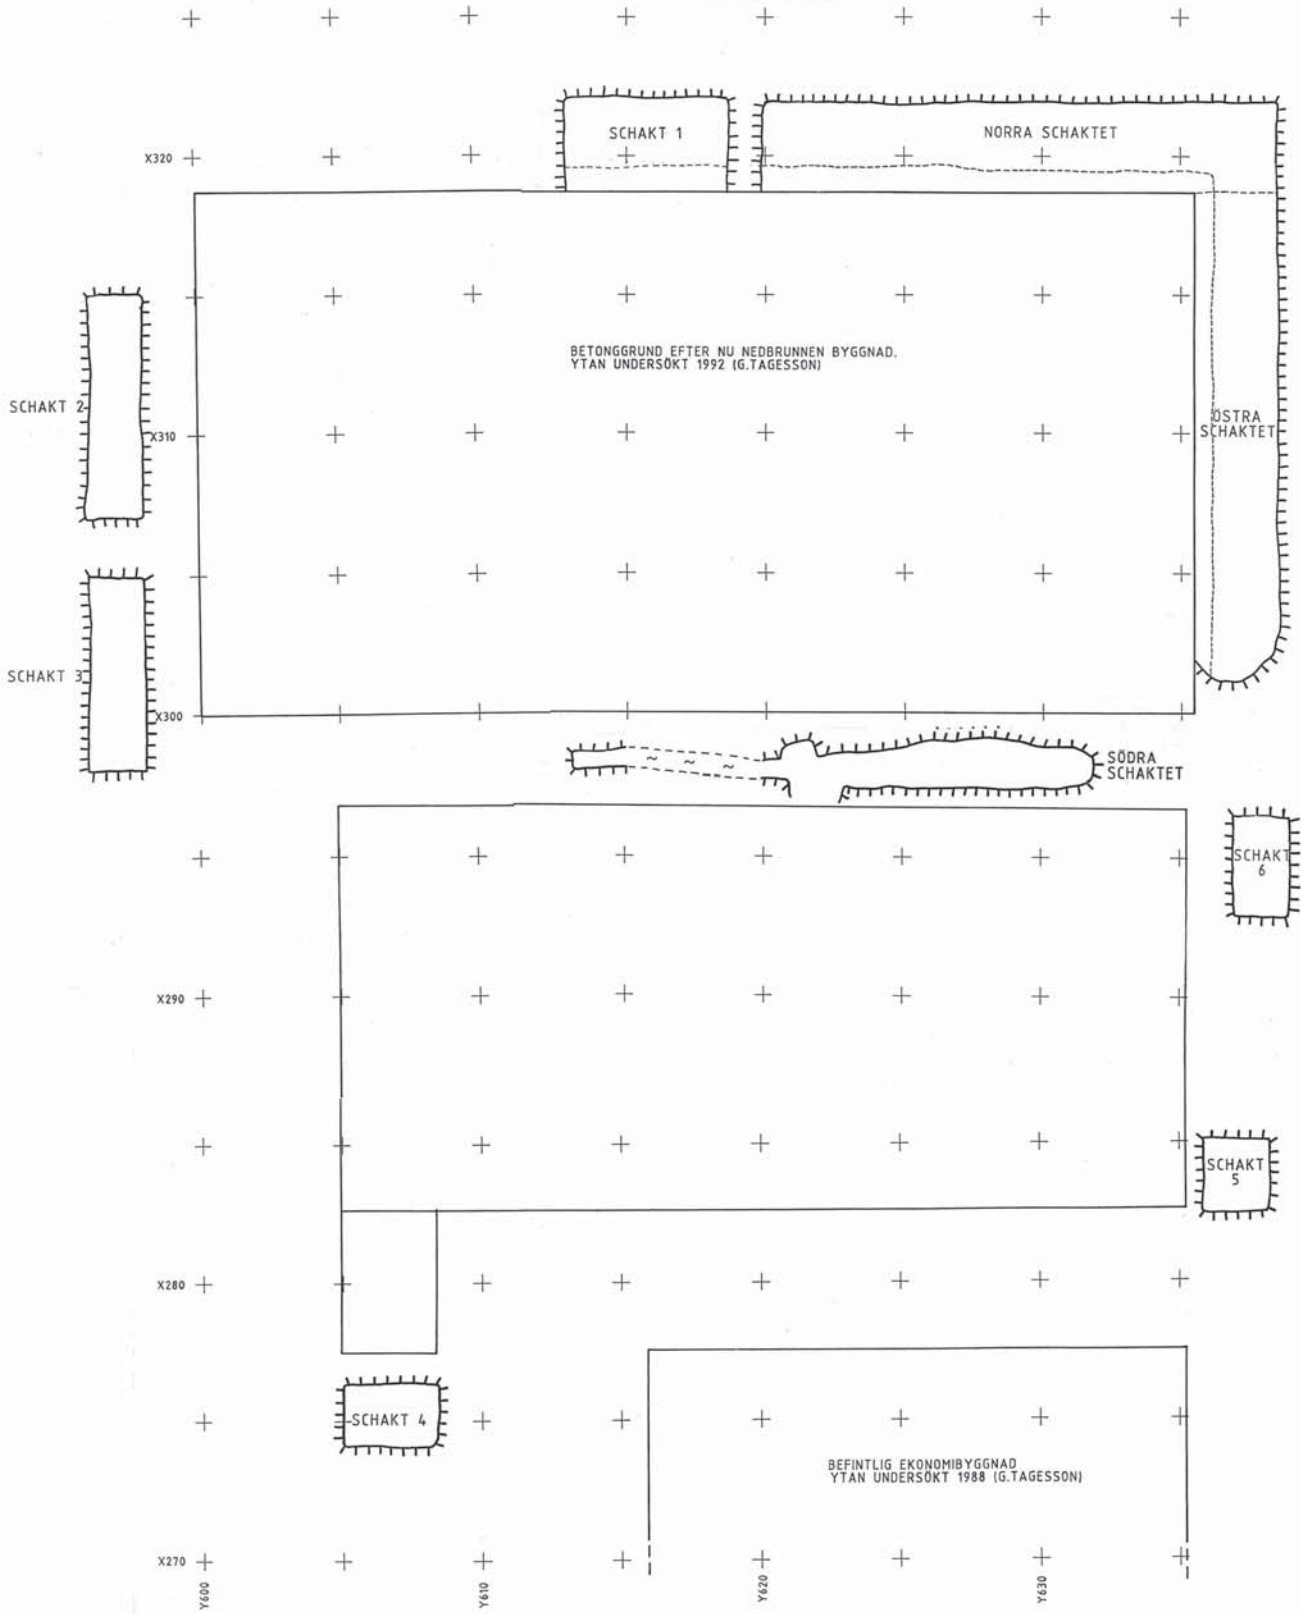 SCHAKT 1
NORRA SCHAKTET
X320
BETONGGRUND EFTER NU NEDBRUNNEN BYGGNAD.
YTAN UNDERSÖKT 1992 (G.TAGESSON)
SCHAKT 2
X310
ÖSTRA
SCHAKTET
SCHAKT 3
X300
SÖDRA
SCHAKTET
SCHAKT
6
X290
SCHAKT
5
X280
SCHAKT 4
BEFINTLIG EKONOMIBYGGNAD
YTAN UNDERSÖKT 1988 (G.TAGESSON)
X270
Y600
Y610
Y620
Y630